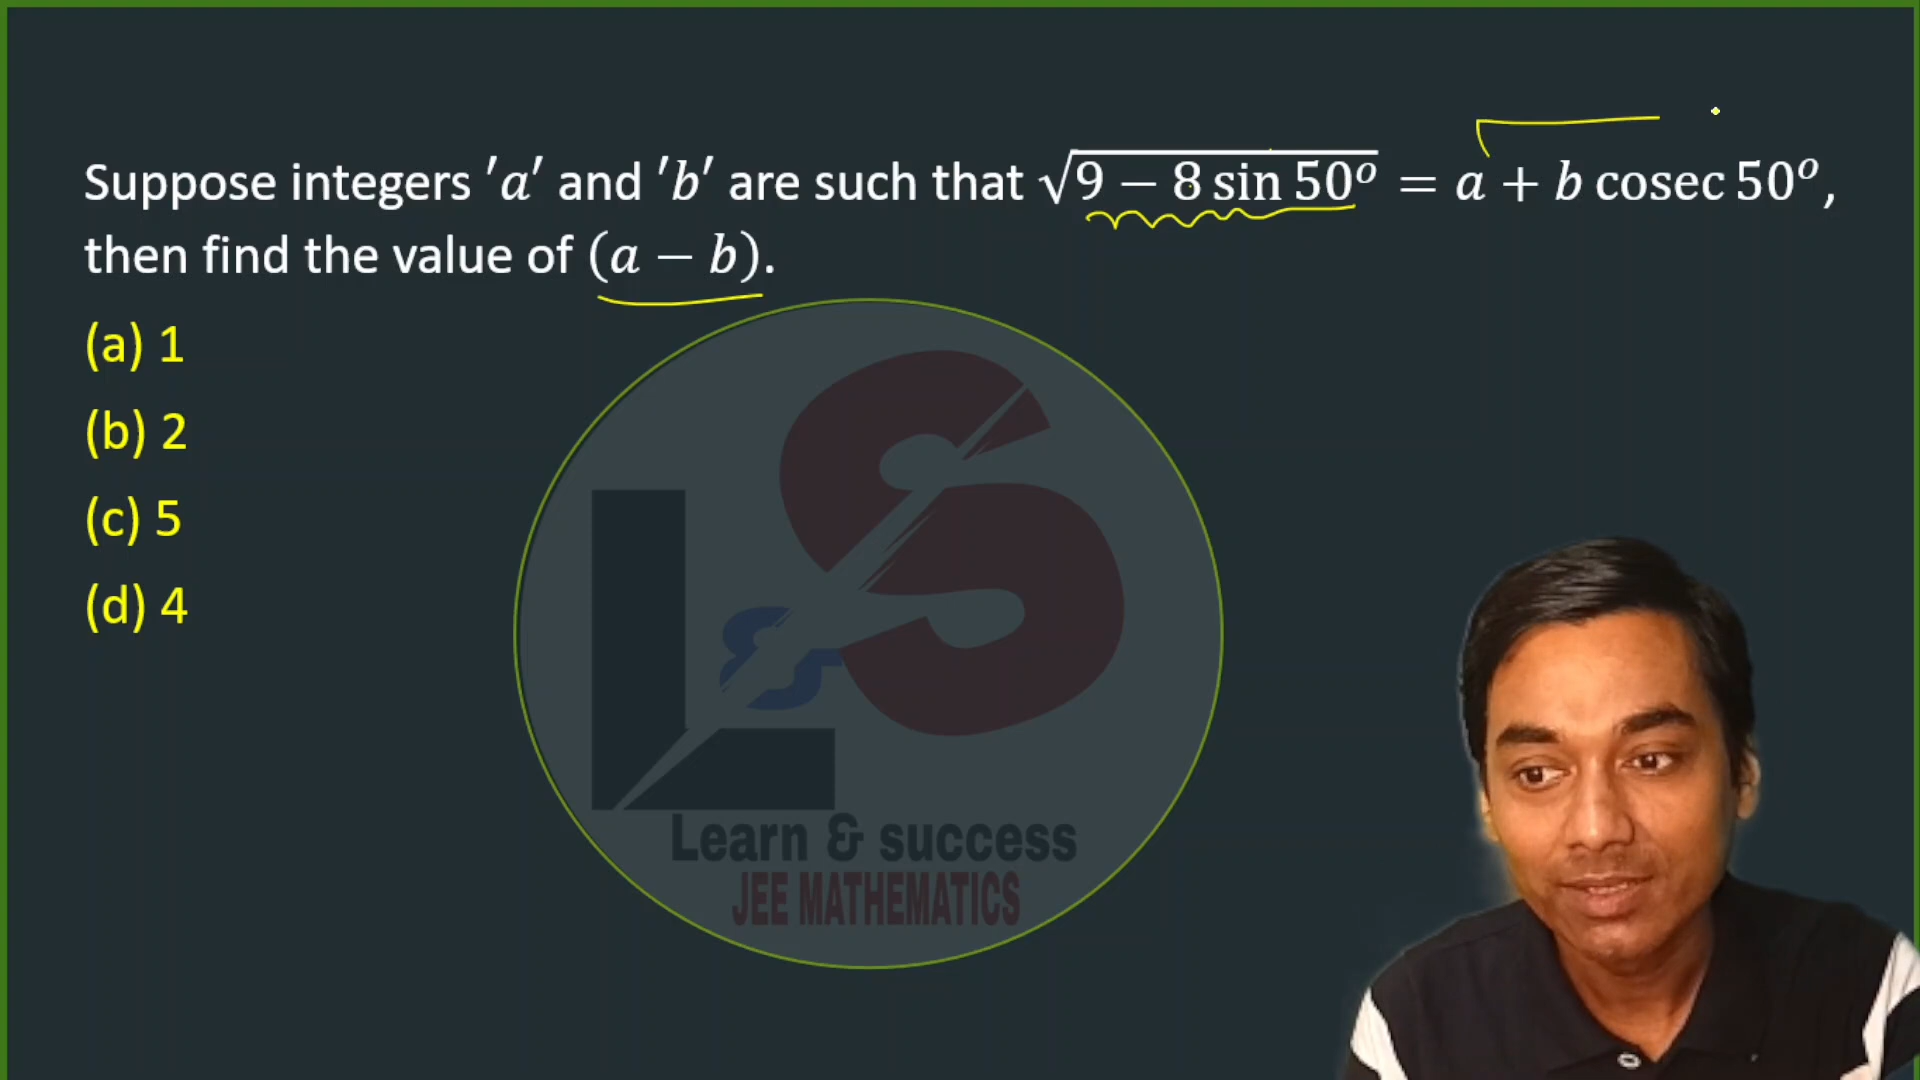 Suppose integers ′a′ and ′b′ are such that √9 − 8 sin 50° = a + b cosec 50°,
then find the value of (a − b).
(a) 1
(b) 2
(c) 5
(d) 4
L&S
Learn & success
JEE MATHEMATICS